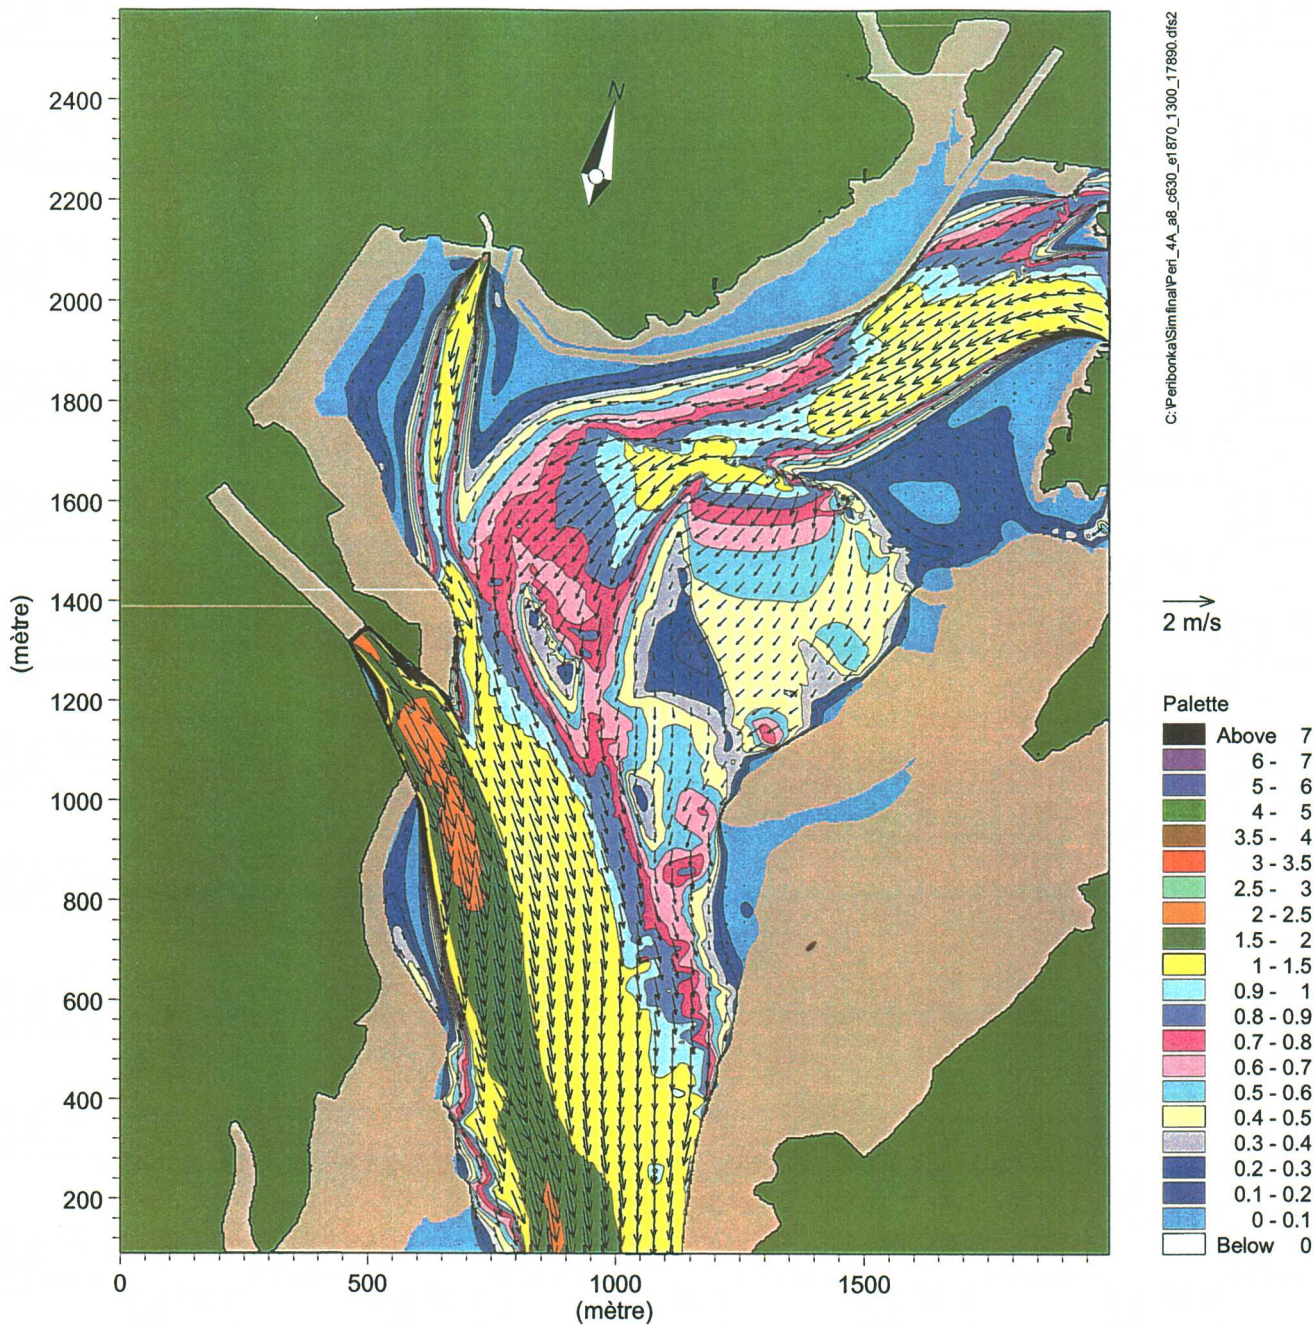 2400
2200
2000
1800
1600
1400
1200
1000
800
600
400
200
(mètre)
0
500
1000
1500
(mètre)
N
C:\Peribonka\Simfinal\Peri_4A_a8_c630_e1870_1300_17890.dfs2
2 m/s
Palette
Above 7
6 - 7
5 - 6
4 - 5
3.5 - 4
3 - 3.5
2.5 - 3
2 - 2.5
1.5 - 2
1 - 1.5
0.9 - 1
0.8 - 0.9
0.7 - 0.8
0.6 - 0.7
0.5 - 0.6
0.4 - 0.5
0.3 - 0.4
0.2 - 0.3
0.1 - 0.2
0 - 0.1
Below 0